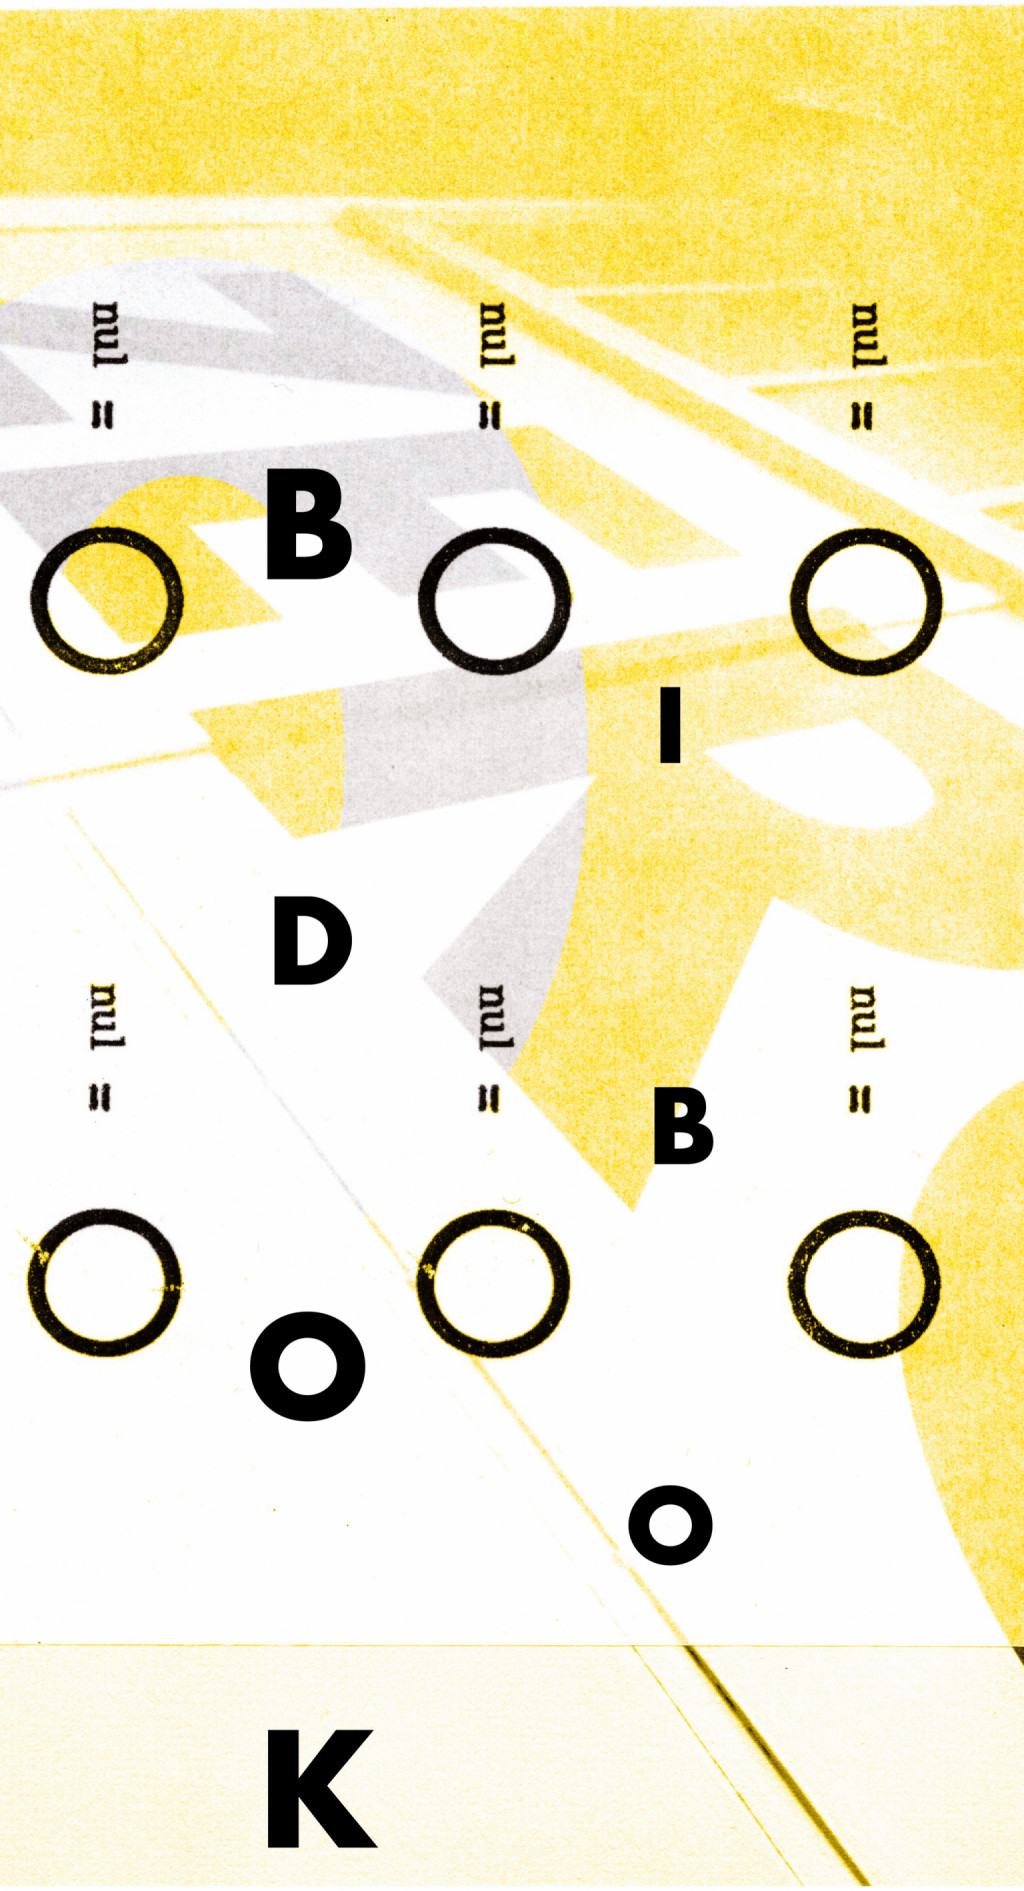 nul =
nul =
nul =
B
I
D
nul =
nul =
nul =
B
O
O
K